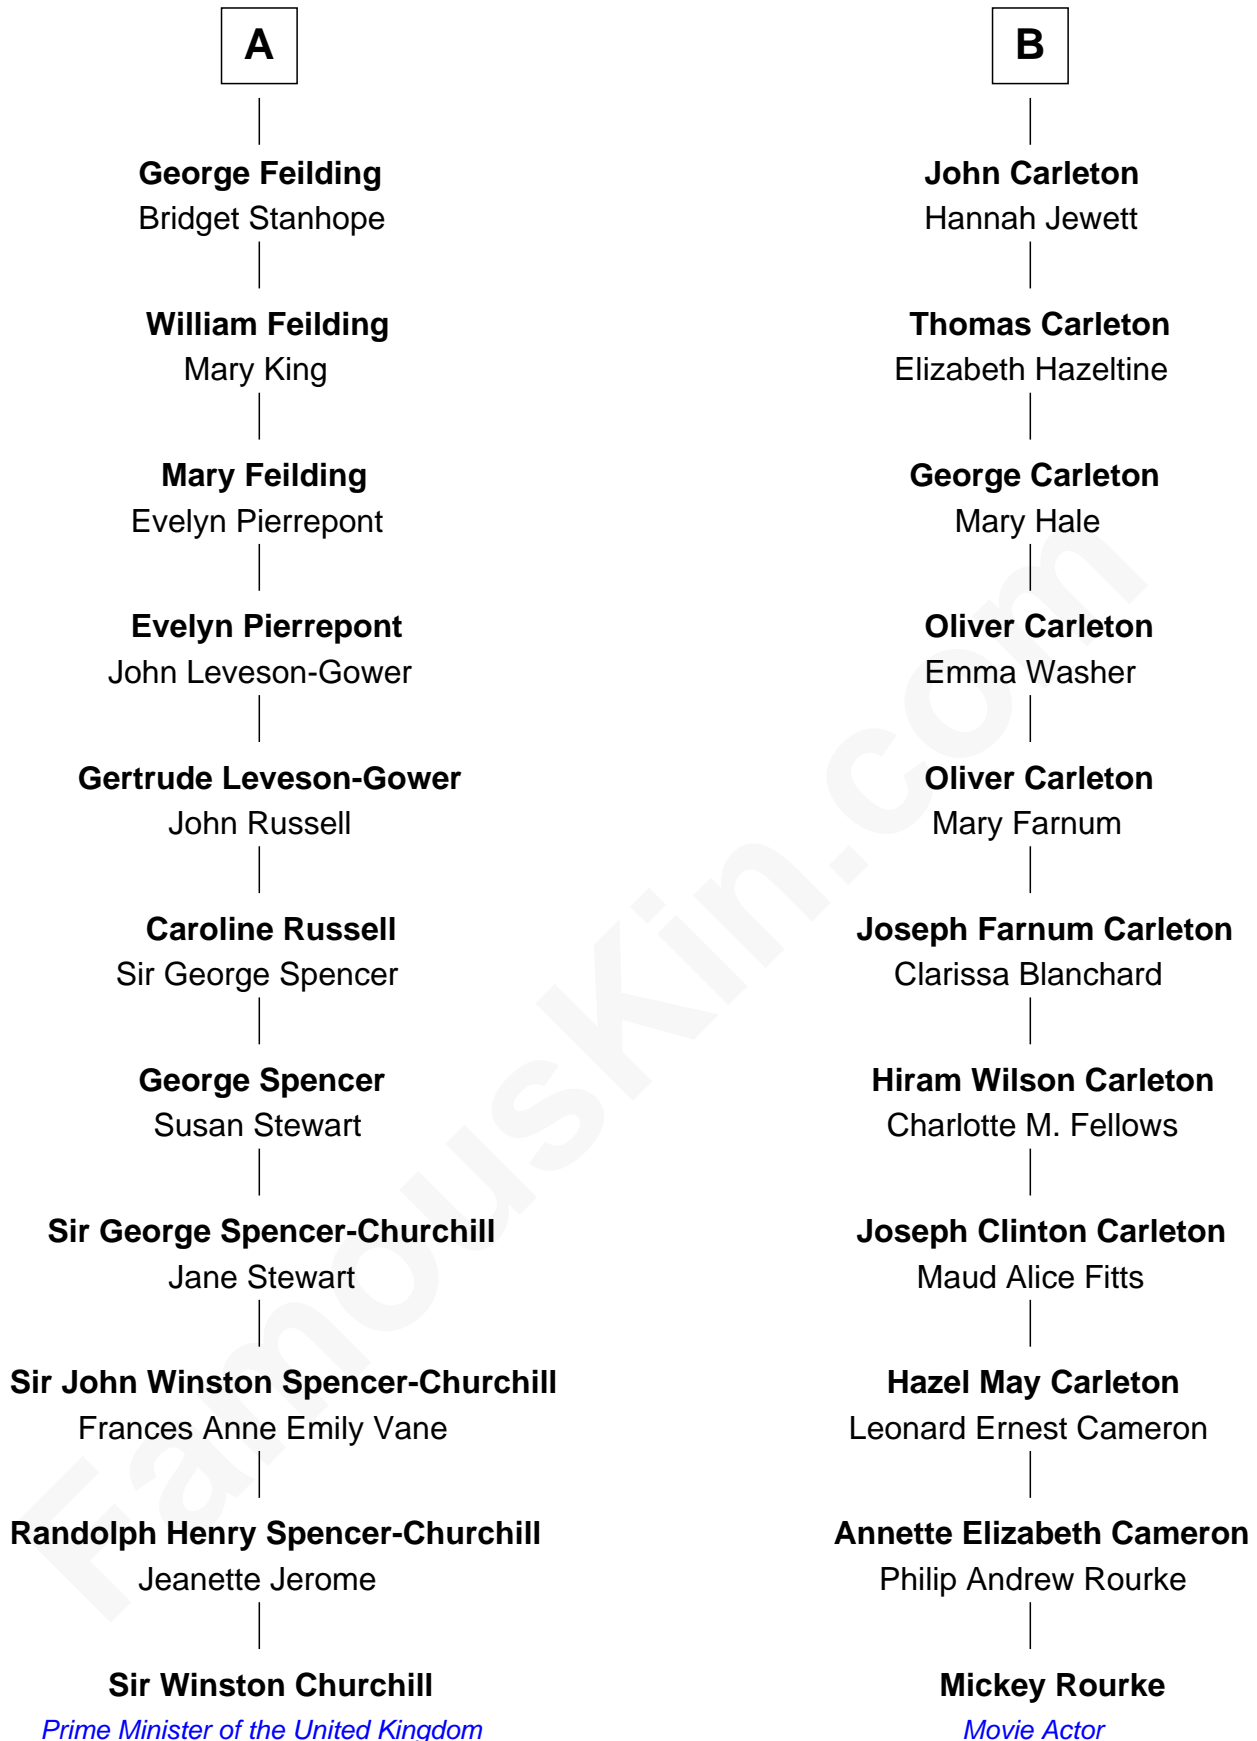 A
George Feilding
Bridget Stanhope
William Feilding
Mary King
Mary Feilding
Evelyn Pierrepont
Evelyn Pierrepont
John Leveson-Gower
Gertrude Leveson-Gower
John Russell
Caroline Russell
Sir George Spencer
George Spencer
Susan Stewart
Sir George Spencer-Churchill
Jane Stewart
Sir John Winston Spencer-Churchill
Frances Anne Emily Vane
Randolph Henry Spencer-Churchill
Jeanette Jerome
Sir Winston Churchill
Prime Minister of the United Kingdom
B
John Carleton
Hannah Jewett
Thomas Carleton
Elizabeth Hazeltine
George Carleton
Mary Hale
Oliver Carleton
Emma Washer
Oliver Carleton
Mary Farnum
Joseph Farnum Carleton
Clarissa Blanchard
Hiram Wilson Carleton
Charlotte M. Fellows
Joseph Clinton Carleton
Maud Alice Fitts
Hazel May Carleton
Leonard Ernest Cameron
Annette Elizabeth Cameron
Philip Andrew Rourke
Mickey Rourke
Movie Actor
FamousKin.com